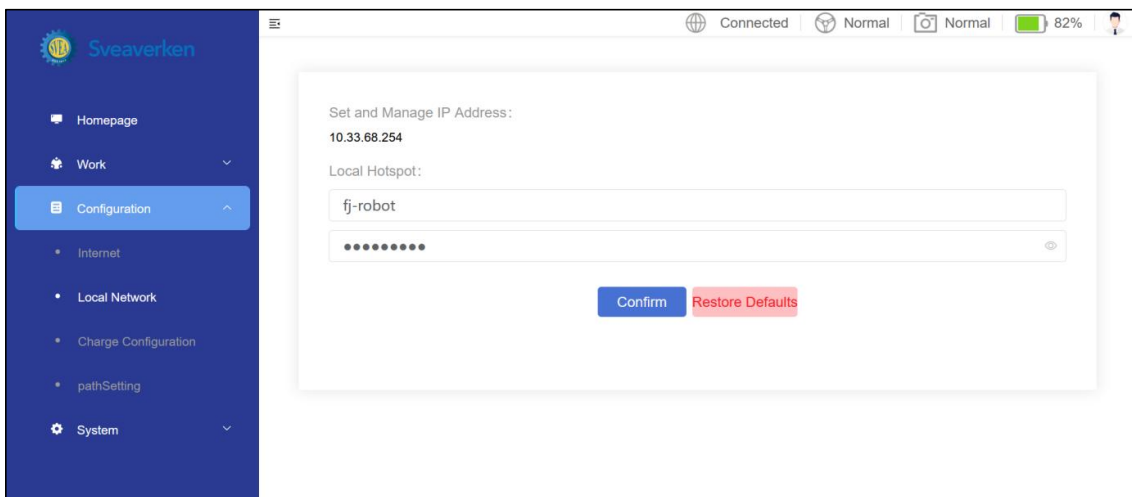 Connected Normal Normal 82%
SVEA
Sveaverken
Homepage
Work
Configuration
Internet
Local Network
Charge Configuration
pathSetting
System
Set and Manage IP Address:
10.33.68.254
Local Hotspot:
fj-robot
●●●●●●●●●
Confirm Restore Defaults